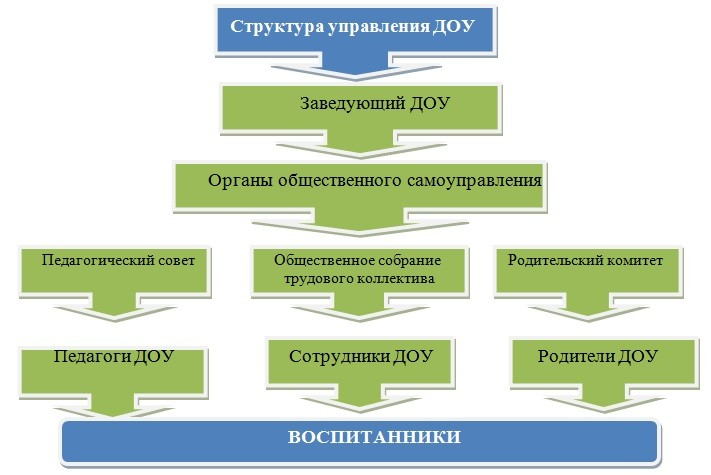 Структура управления ДОУ
Заведующий ДОУ
Органы общественного самоуправления
Педагогический совет
Общественное собрание
трудового коллектива
Родительский комитет
Педагоги ДОУ
Сотрудники ДОУ
Родители ДОУ
ВОСПИТАННИКИ